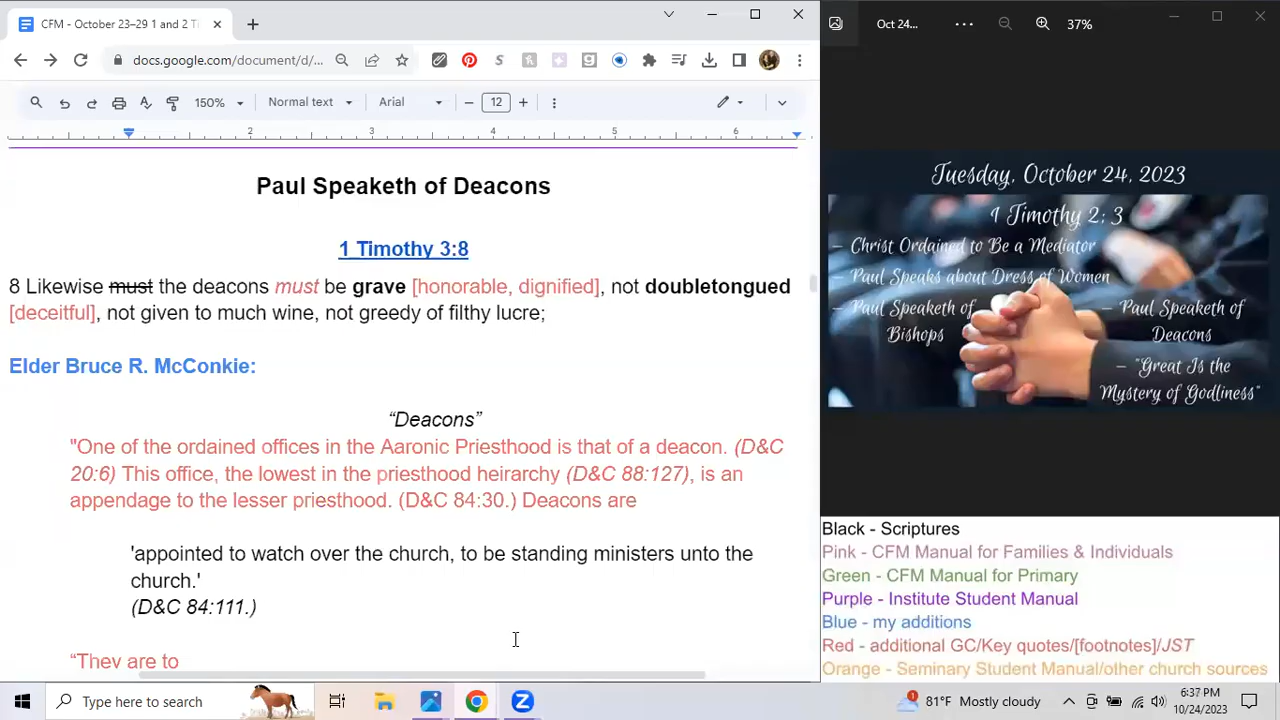 CFM - October 23–29 1 and 2 Ti
docs.google.com/document/d/...
150%
Normal text
Arial
12
2
3
4
5
6
Paul Speaketh of Deacons
1 Timothy 3:8
8 Likewise must the deacons must be grave [honorable, dignified], not doubletongued
[deceitful], not given to much wine, not greedy of filthy lucre;
Elder Bruce R. McConkie:
“Deacons”
"One of the ordained offices in the Aaronic Priesthood is that of a deacon. (D&C
20:6) This office, the lowest in the priesthood heirarchy (D&C 88:127), is an
appendage to the lesser priesthood. (D&C 84:30.) Deacons are
'appointed to watch over the church, to be standing ministers unto the
church.'
(D&C 84:111.)
“They are to
Oct 24...
37%
Tuesday, October 24, 2023
1 Timothy 2; 3
– Christ Ordained to Be a Mediator
– Paul Speaks about Dress of Women
– Paul Speaketh of
Bishops
– Paul Speaketh of
Deacons
– "Great Is the
Mystery of Godliness"
Black - Scriptures
Pink - CFM Manual for Families & Individuals
Green - CFM Manual for Primary
Purple - Institute Student Manual
Blue - my additions
Red - additional GC/Key quotes/[footnotes]/JST
Orange - Seminary Student Manual/other church sources
Type here to search
1
81°F Mostly cloudy
6:37 PM
10/24/2023